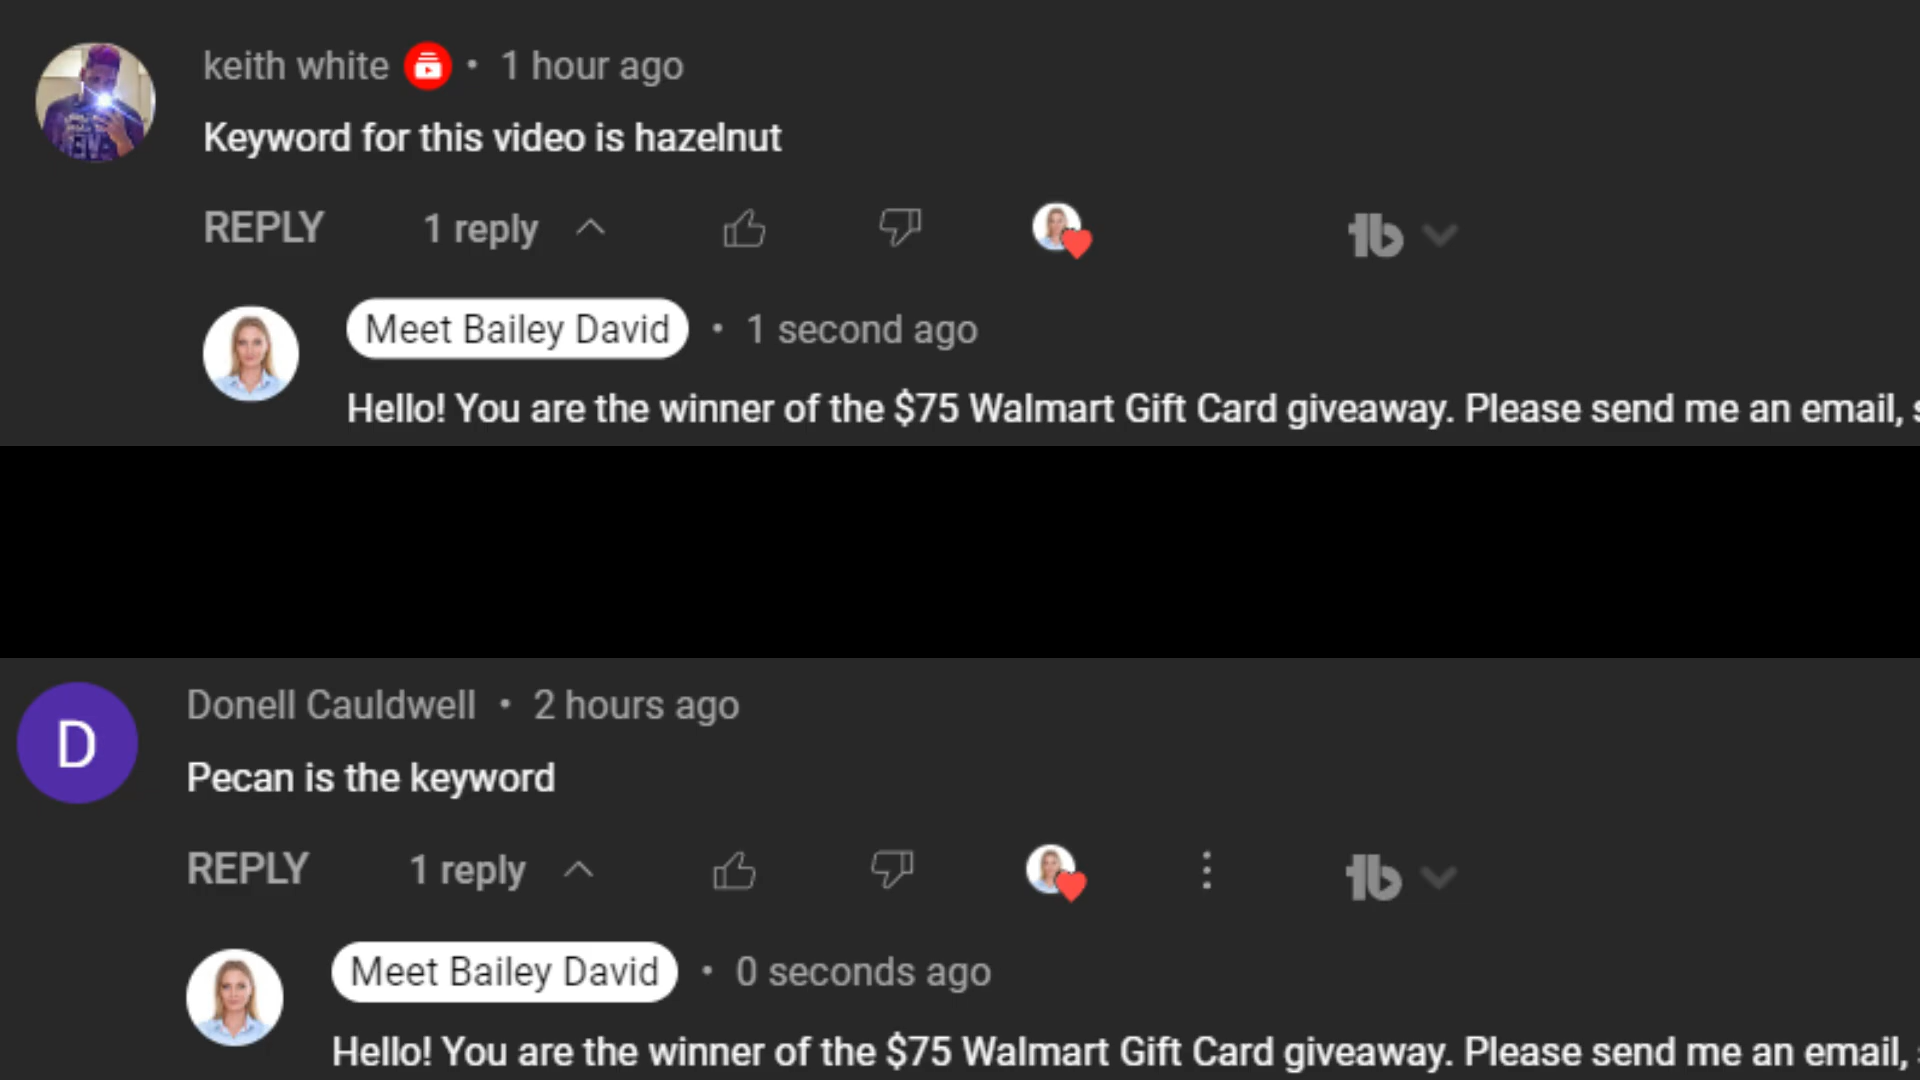 keith white • 1 hour ago
Keyword for this video is hazelnut
REPLY 1 reply
Meet Bailey David • 1 second ago
Hello! You are the winner of the $75 Walmart Gift Card giveaway. Please send me an email,
D
Donell Cauldwell • 2 hours ago
Pecan is the keyword
REPLY 1 reply
Meet Bailey David • 0 seconds ago
Hello! You are the winner of the $75 Walmart Gift Card giveaway. Please send me an email,